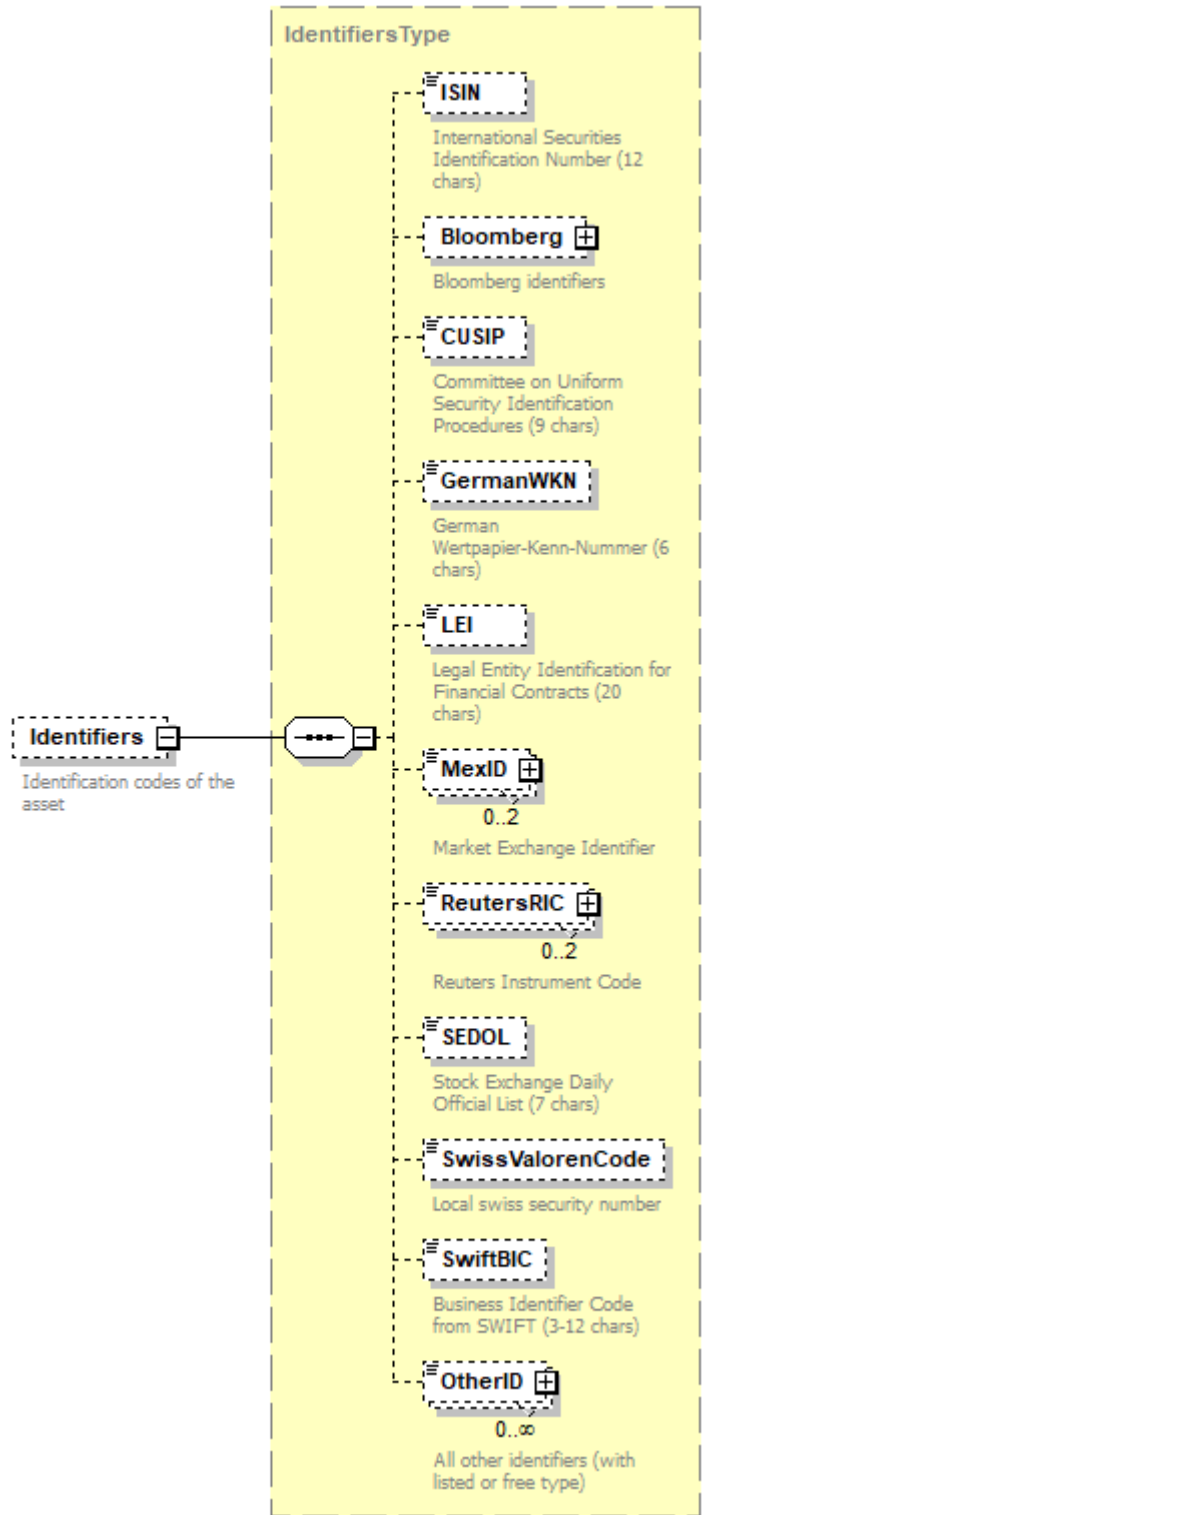 IdentifiersType
ISIN
International Securities
Identification Number (12
chars)
Bloomberg
Bloomberg identifiers
CUSIP
Committee on Uniform
Security Identification
Procedures (9 chars)
GermanWKN
German
Wertpapier-Kenn-Nummer (6
chars)
LEI
Legal Entity Identification for
Financial Contracts (20
chars)
Identifiers
Identification codes of the
asset
MexID
0..2
Market Exchange Identifier
ReutersRIC
0..2
Reuters Instrument Code
SEDOL
Stock Exchange Daily
Official List (7 chars)
SwissValorenCode
Local swiss security number
SwiftBIC
Business Identifier Code
from SWIFT (3-12 chars)
OtherID
0..∞
All other identifiers (with
listed or free type)